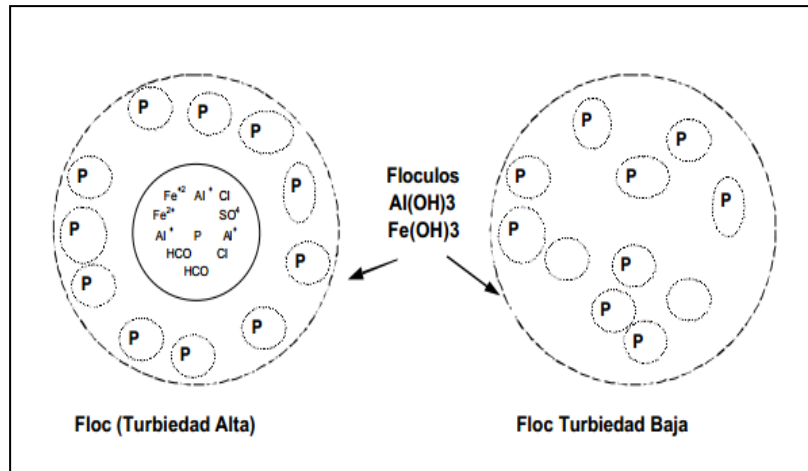 P P P
P P
P
P P
P P P
Fe+2 Al+ Cl
Fe2+ SO4
Al+ P Al+
HCO Cl
HCO
Floculos
Al(OH)3
Fe(OH)3
P
P
P P
P P
P
P
P
Floc (Turbiedad Alta) Floc Turbiedad Baja